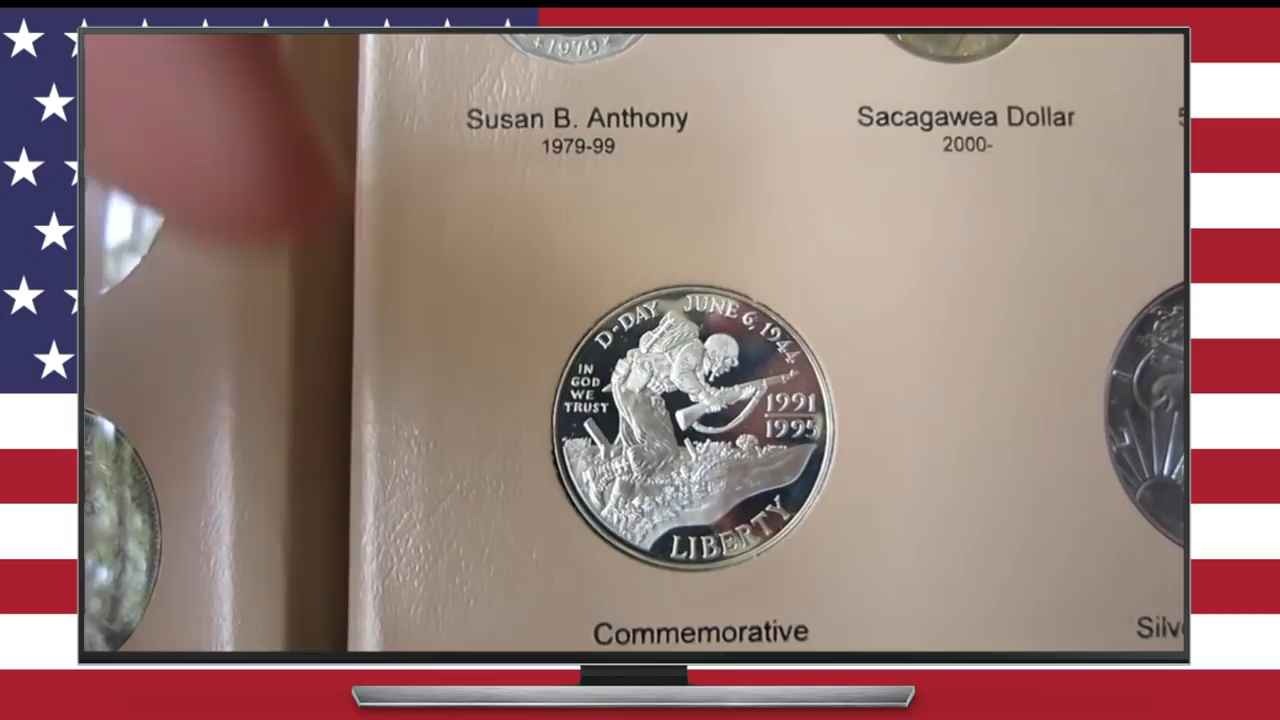 1979
Susan B. Anthony
1979-99
Sacagawea Dollar
2000-
D-DAY JUNE 6, 1944
IN
GOD
WE
TRUST
1991
1995
LIBERTY
Commemorative